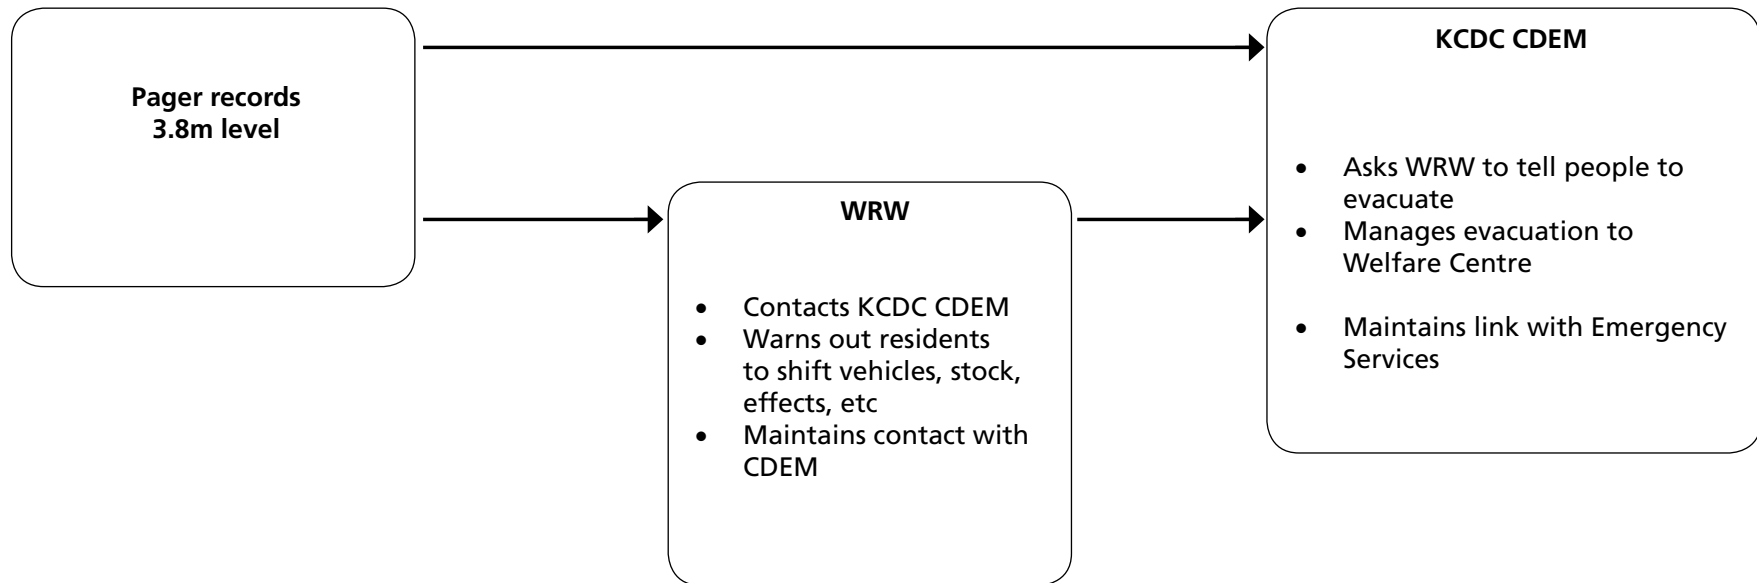 Pager records
3.8m level
WRW
• Contacts KCDC CDEM
• Warns out residents
to shift vehicles, stock,
effects, etc
• Maintains contact with
CDEM
KCDC CDEM
• Asks WRW to tell people to
evacuate
• Manages evacuation to
Welfare Centre
• Maintains link with Emergency
Services